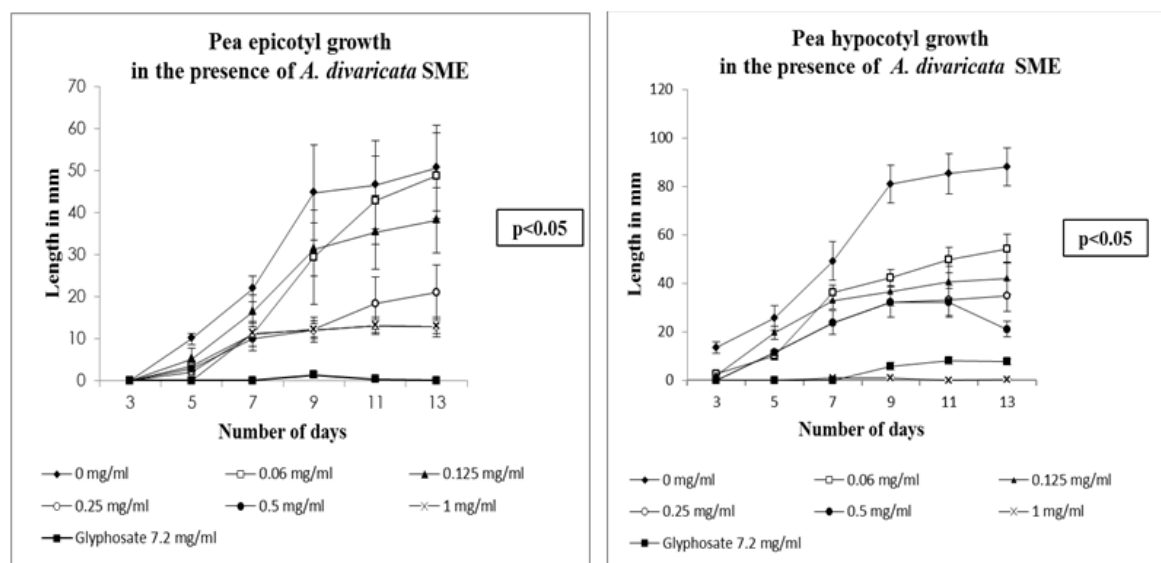 Pea epicotyl growth
in the presence of A. divaricata SME
70
60
50
40
30
20
10
0
Length in mm
3 5 7 9 11 13
Number of days
p<0.05
0 mg/ml 0.06 mg/ml 0.125 mg/ml
0.25 mg/ml 0.5 mg/ml 1 mg/ml
Glyphosate 7.2 mg/ml
Pea hypocotyl growth
in the presence of A. divaricata SME
120
100
80
60
40
20
0
Length in mm
3 5 7 9 11 13
Number of days
p<0.05
0 mg/ml 0.06 mg/ml 0.125 mg/ml
0.25 mg/ml 0.5 mg/ml 1 mg/ml
Glyphosate 7.2 mg/ml